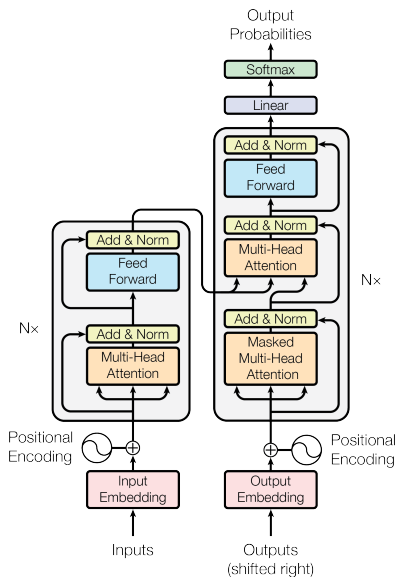 Output
Probabilities
Softmax
Linear
Add & Norm
Feed
Forward
Add & Norm
Multi-Head
Attention
Nx
Add & Norm
Masked
Multi-Head
Attention
Add & Norm
Feed
Forward
Nx
Add & Norm
Multi-Head
Attention
Positional
Encoding
Positional
Encoding
Input
Embedding
Output
Embedding
Inputs
Outputs
(shifted right)